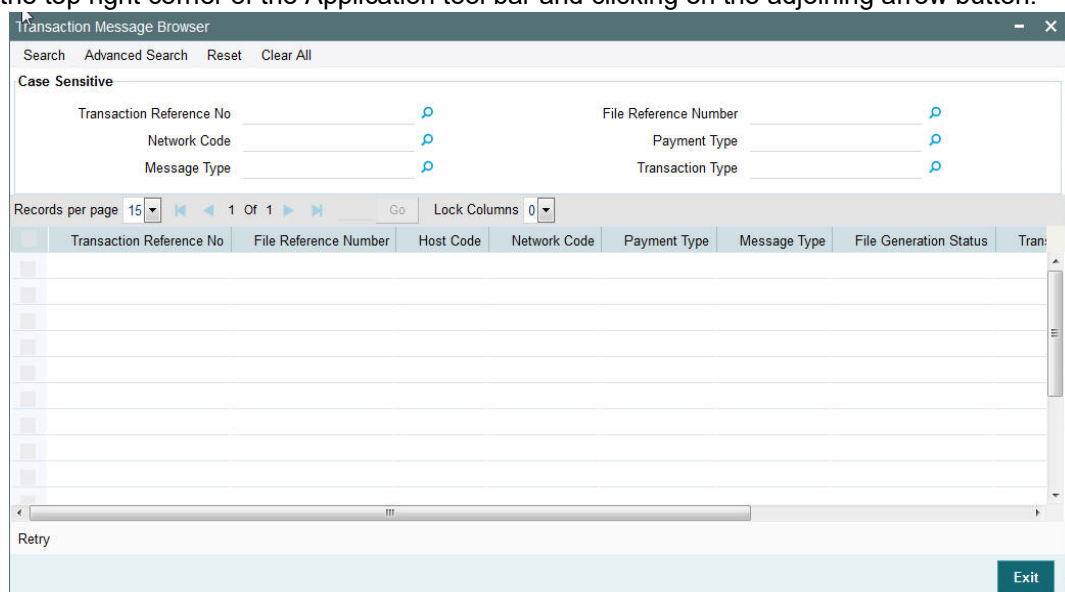 the top right corner of the Application tool bar and clicking on the adjoining arrow button.
Transaction Message Browser
Search Advanced Search Reset Clear All
Case Sensitive
Transaction Reference No File Reference Number
Network Code Payment Type
Message Type Transaction Type
Records per page 15 1 Of 1 Go Lock Columns 0
Transaction Reference No File Reference Number Host Code Network Code Payment Type Message Type File Generation Status Trans
Retry
Exit